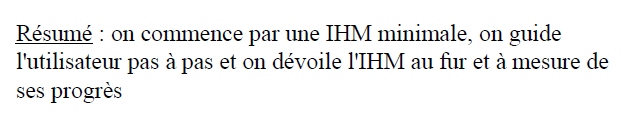 Résumé : on commence par une IHM minimale, on guide
l'utilisateur pas à pas et on dévoile l'IHM au fur et à mesure de
ses progrès